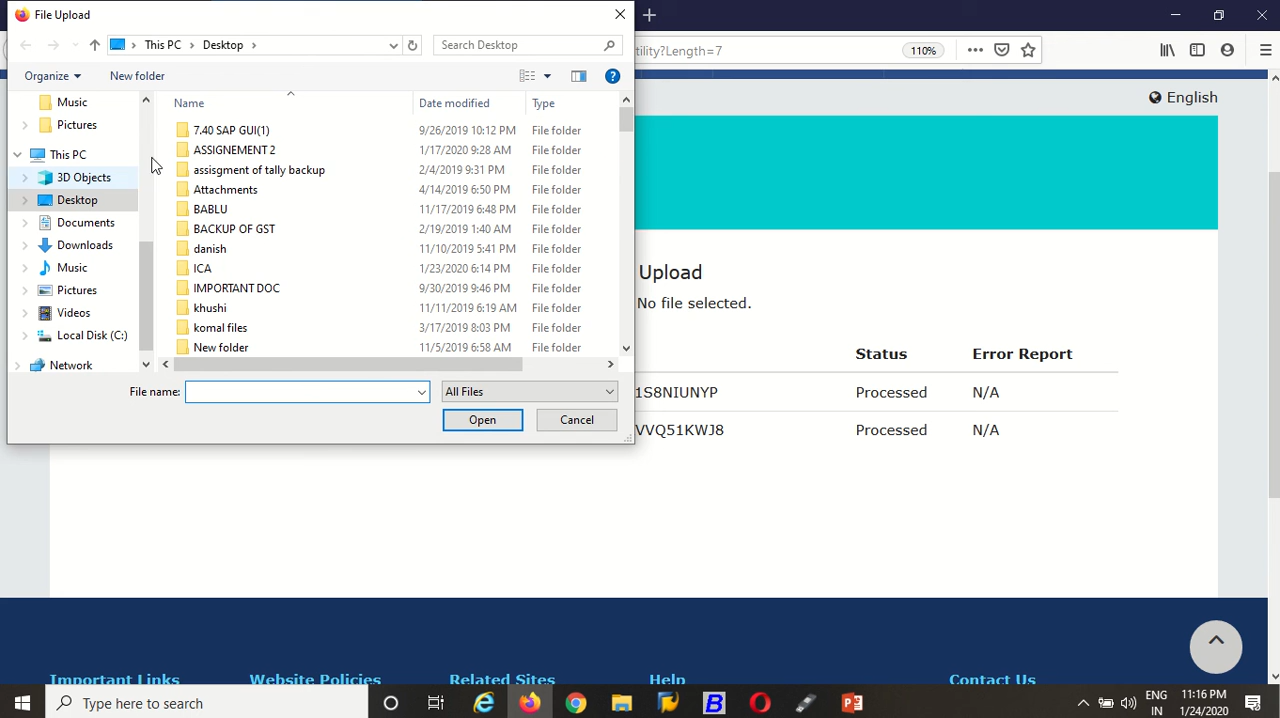 File Upload
This PC
Desktop
Search Desktop
tility?Length=7
110%
Organize
New folder
English
Name
Date modified
Type
Music
Pictures
This PC
3D Objects
Desktop
Documents
Downloads
Music
Pictures
Videos
Local Disk (C:)
Network
7.40 SAP GUI(1) 9/26/2019 10:12 PM File folder
ASSIGNEMENT 2 1/17/2020 9:28 AM File folder
assisgment of tally backup 2/4/2019 9:31 PM File folder
Attachments 4/14/2019 6:50 PM File folder
BABLU 11/17/2019 6:48 PM File folder
BACKUP OF GST 2/19/2019 1:40 AM File folder
danish 11/10/2019 5:41 PM File folder
ICA 1/23/2020 6:14 PM File folder
IMPORTANT DOC 9/30/2019 9:46 PM File folder
khushi 11/11/2019 6:19 AM File folder
komal files 3/17/2019 8:03 PM File folder
New folder 11/5/2019 6:58 AM File folder
File name:
All Files
Open
Cancel
Upload
No file selected.
Status Error Report
1S8NIUNYP Processed N/A
VVQ51KWJ8 Processed N/A
Important Links
Website Policies
Related Sites
Help
Contact Us
Type here to search
ENG
IN
11:16 PM
1/24/2020